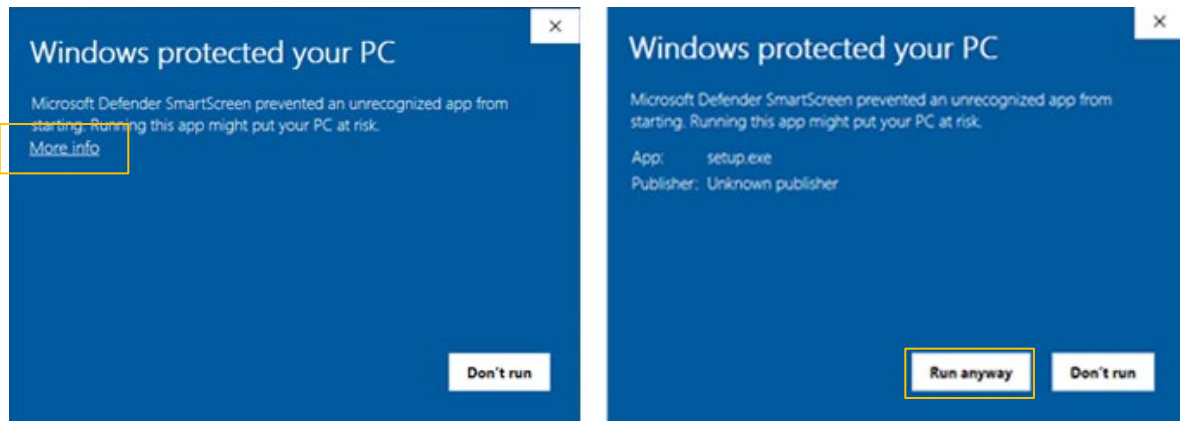 Windows protected your PC
Microsoft Defender SmartScreen prevented an unrecognized app from
starting. Running this app might put your PC at risk.
More info
Don't run
Windows protected your PC
Microsoft Defender SmartScreen prevented an unrecognized app from
starting. Running this app might put your PC at risk.
App: setup.exe
Publisher: Unknown publisher
Run anyway Don't run